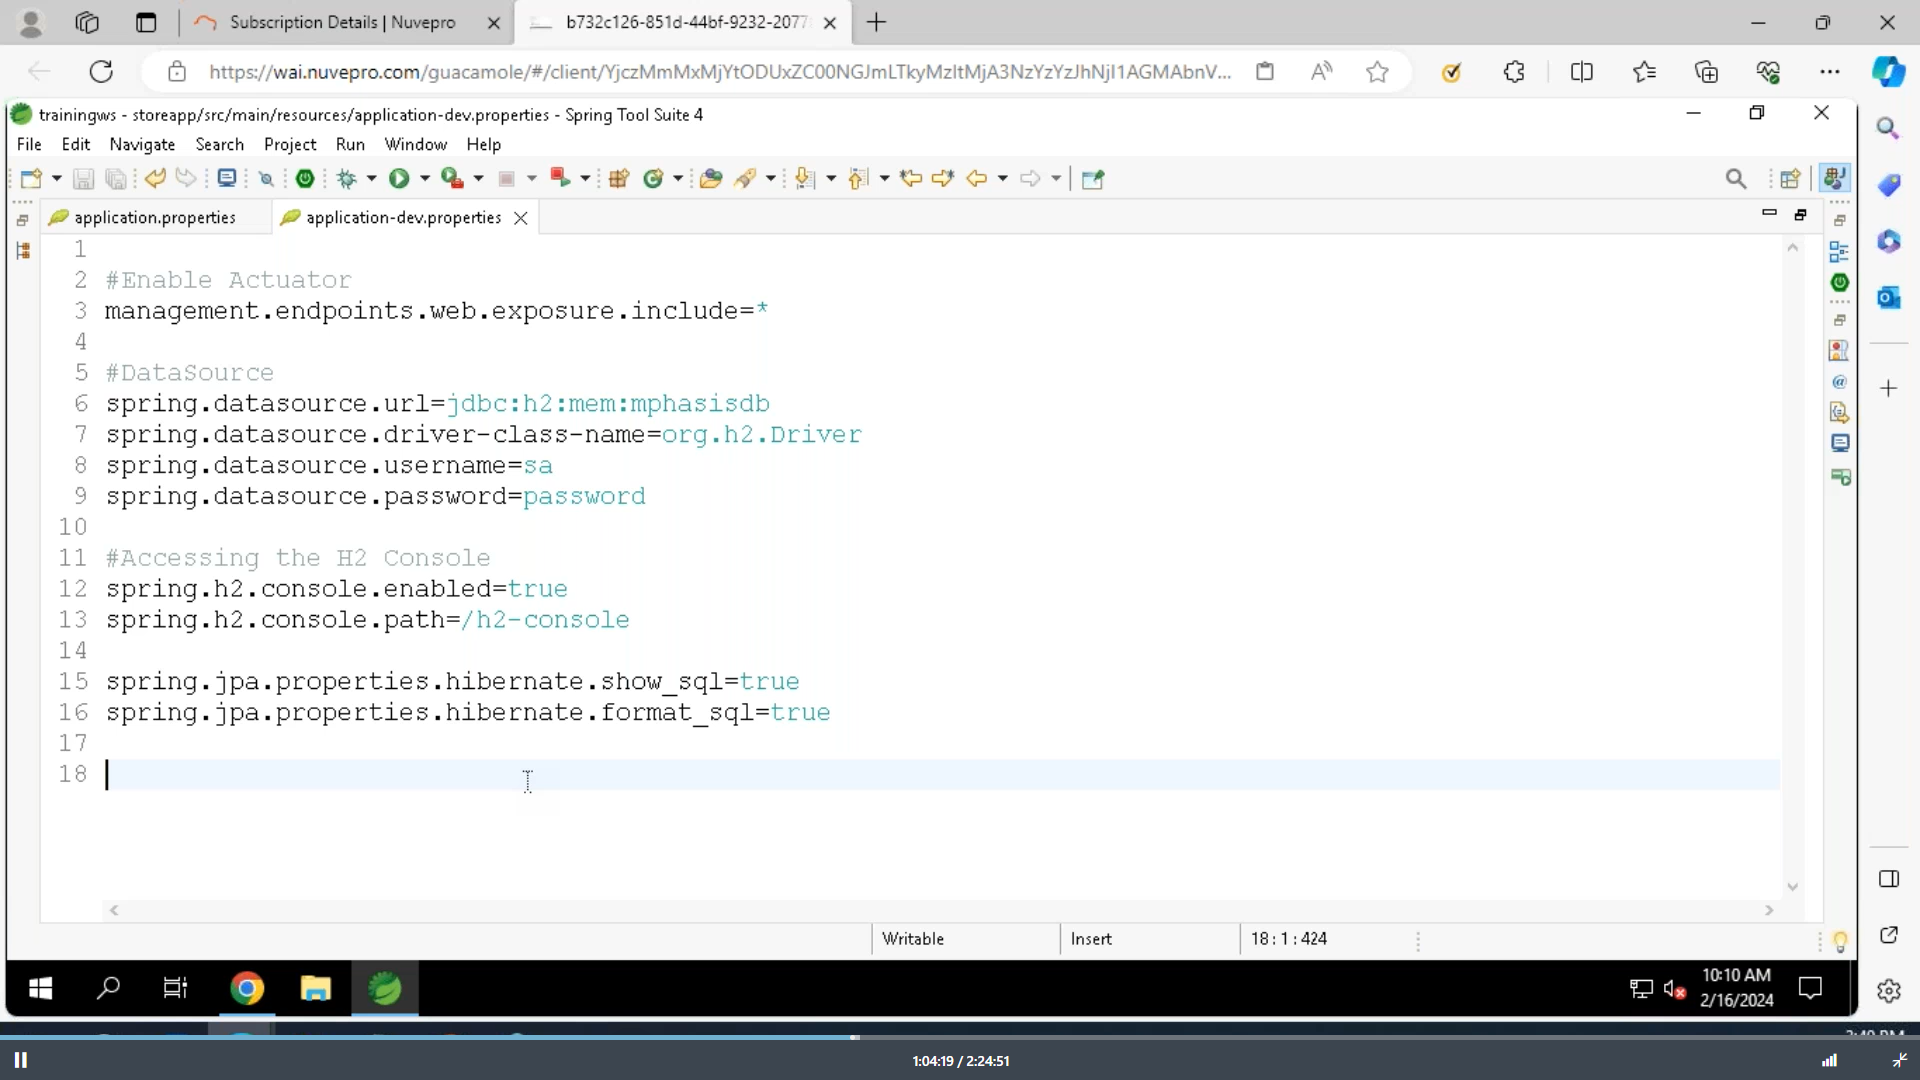 Subscription Details | Nuvepro
b732c126-851d-44bf-9232-2077
https://wai.nuvepro.com/guacamole/#/client/YjczMmMxMjYtODUxZC00NGJmLTkyMzItMjA3NzYzYzJhNjI1AGMAbnV...
trainingws - storeapp/src/main/resources/application-dev.properties - Spring Tool Suite 4
File Edit Navigate Search Project Run Window Help
application.properties
application-dev.properties
1
2 #Enable Actuator
3 management.endpoints.web.exposure.include=*
4
5 #DataSource
6 spring.datasource.url=jdbc:h2:mem:mphasisdb
7 spring.datasource.driver-class-name=org.h2.Driver
8 spring.datasource.username=sa
9 spring.datasource.password=password
10
11 #Accessing the H2 Console
12 spring.h2.console.enabled=true
13 spring.h2.console.path=/h2-console
14
15 spring.jpa.properties.hibernate.show_sql=true
16 spring.jpa.properties.hibernate.format_sql=true
17
18
Writable Insert 18 : 1 : 424
10:10 AM
2/16/2024
1:04:19 / 2:24:51